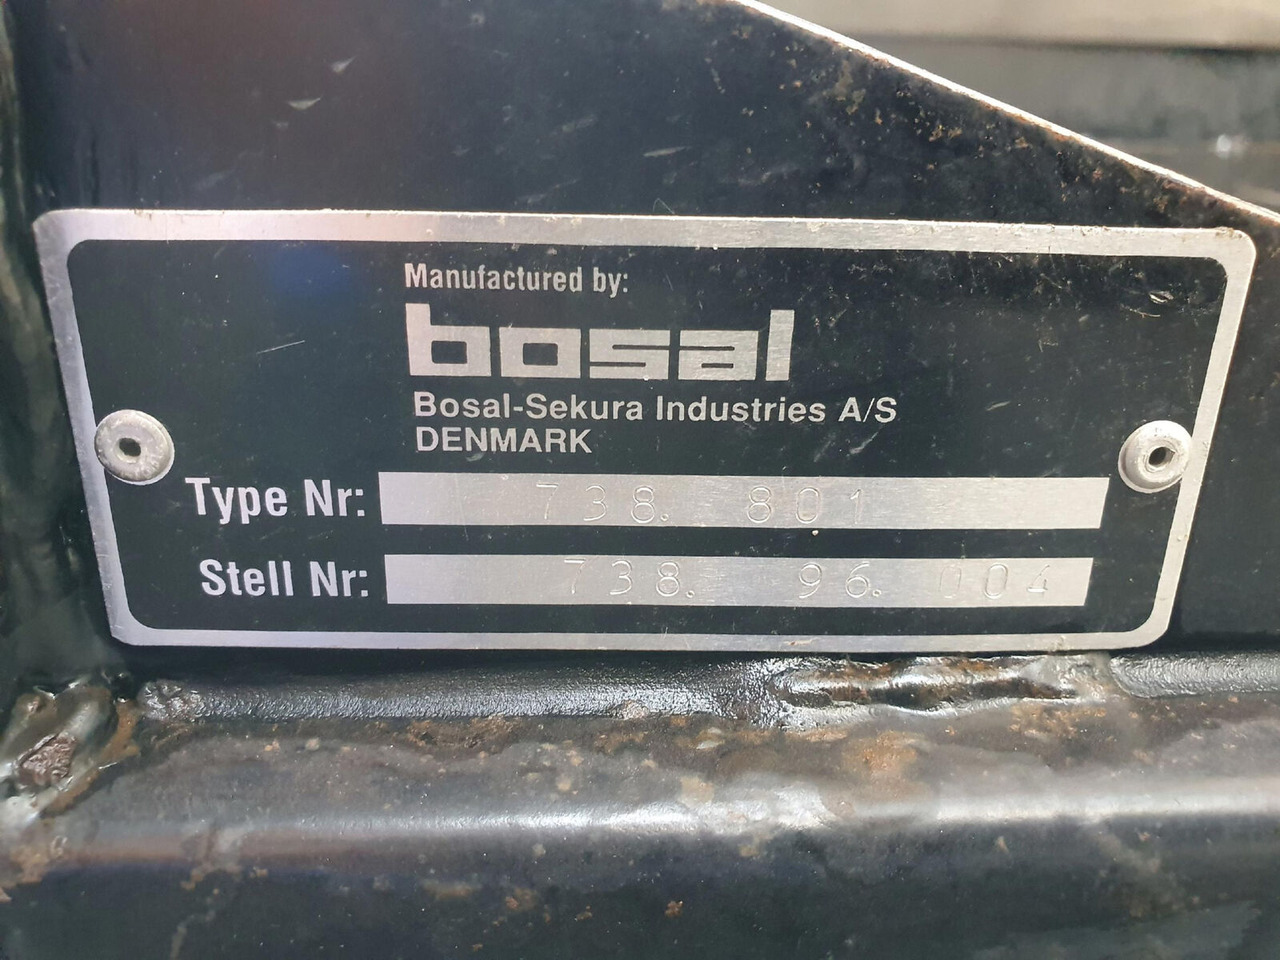 Manufactured by:
bosal
Bosal-Sekura Industries A/S
DENMARK
Type Nr: 738. 801
Stell Nr: 738. 96. 004